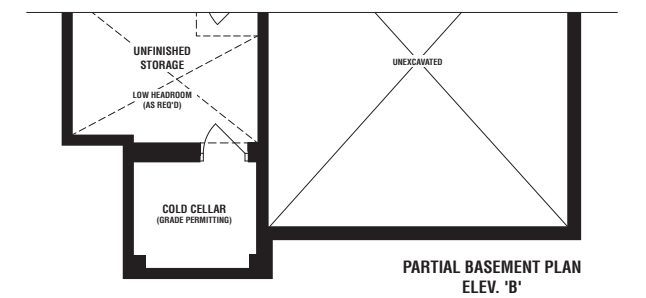 UNFINISHED
STORAGE
LOW HEADROOM
(AS REQ'D)
UNEXCAVATED
COLD CELLAR
(GRADE PERMITTING)
PARTIAL BASEMENT PLAN
ELEV. 'B'